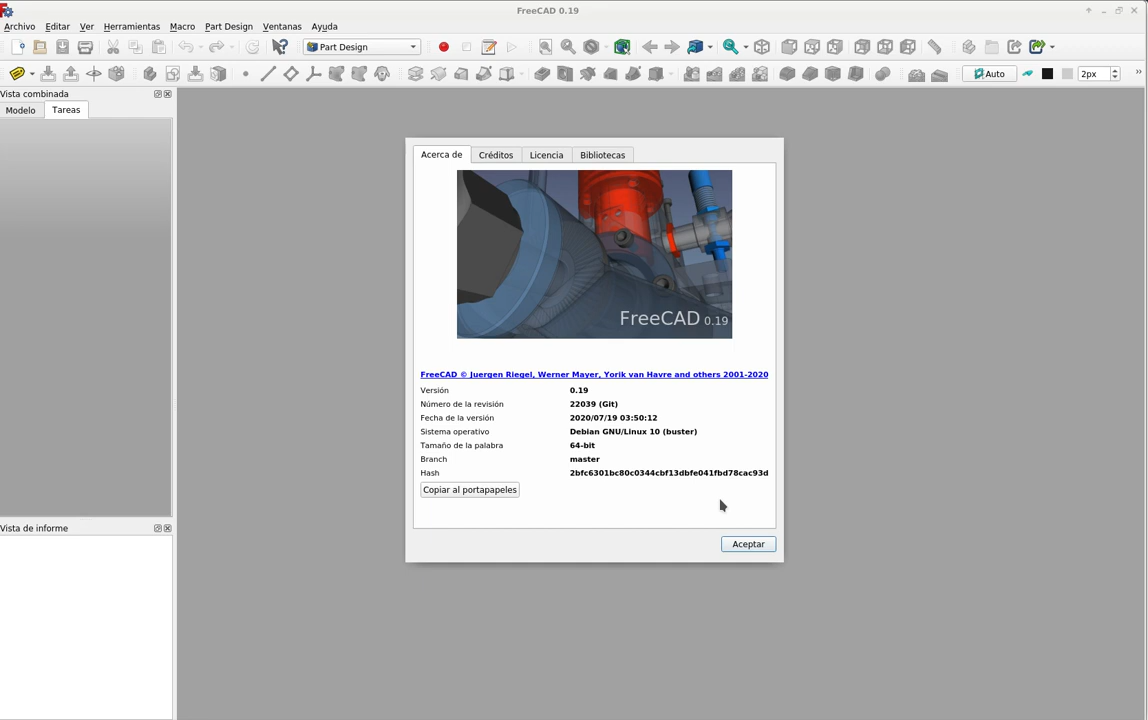 FreeCAD 0.19
Archivo Editar Ver Herramientas Macro Part Design Ventanas Ayuda
Part Design
Auto 2px »
Vista combinada
Modelo Tareas
Acerca de Créditos Licencia Bibliotecas
FreeCAD 0.19
FreeCAD © Juergen Riegel, Werner Mayer, Yorik van Havre and others 2001-2020
Versión 0.19
Número de la revisión 22039 (Git)
Fecha de la versión 2020/07/19 03:50:12
Sistema operativo Debian GNU/Linux 10 (buster)
Tamaño de la palabra 64-bit
Branch master
Hash 2bfc6301bc80c0344cbf13dbfe041fbd78cac93d
Copiar al portapapeles
Aceptar
Vista de informe